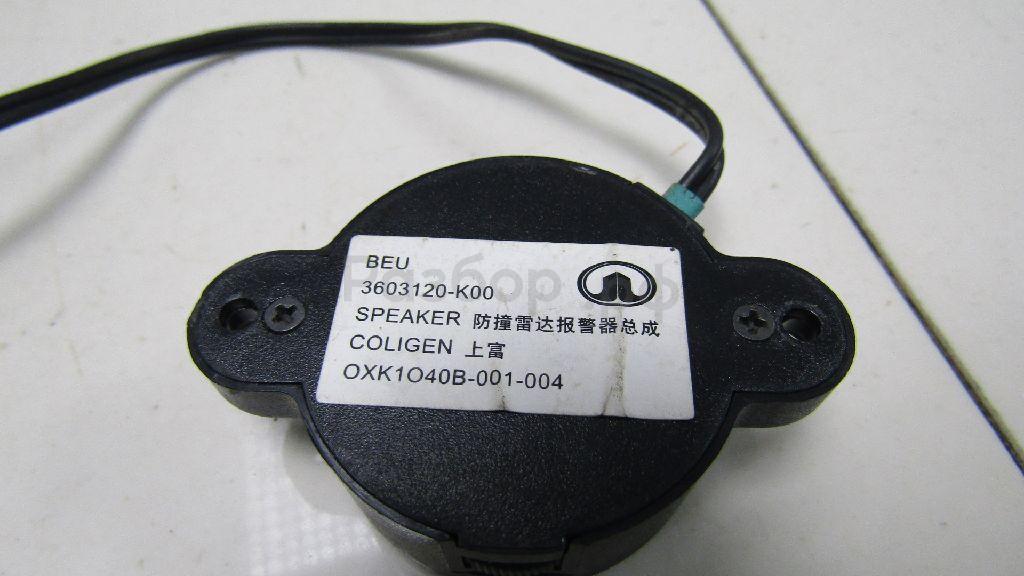 BEU
3603120-K00
SPEAKER 防撞雷达报警器总成
COLIGEN 上富
OXK1O40B-001-004